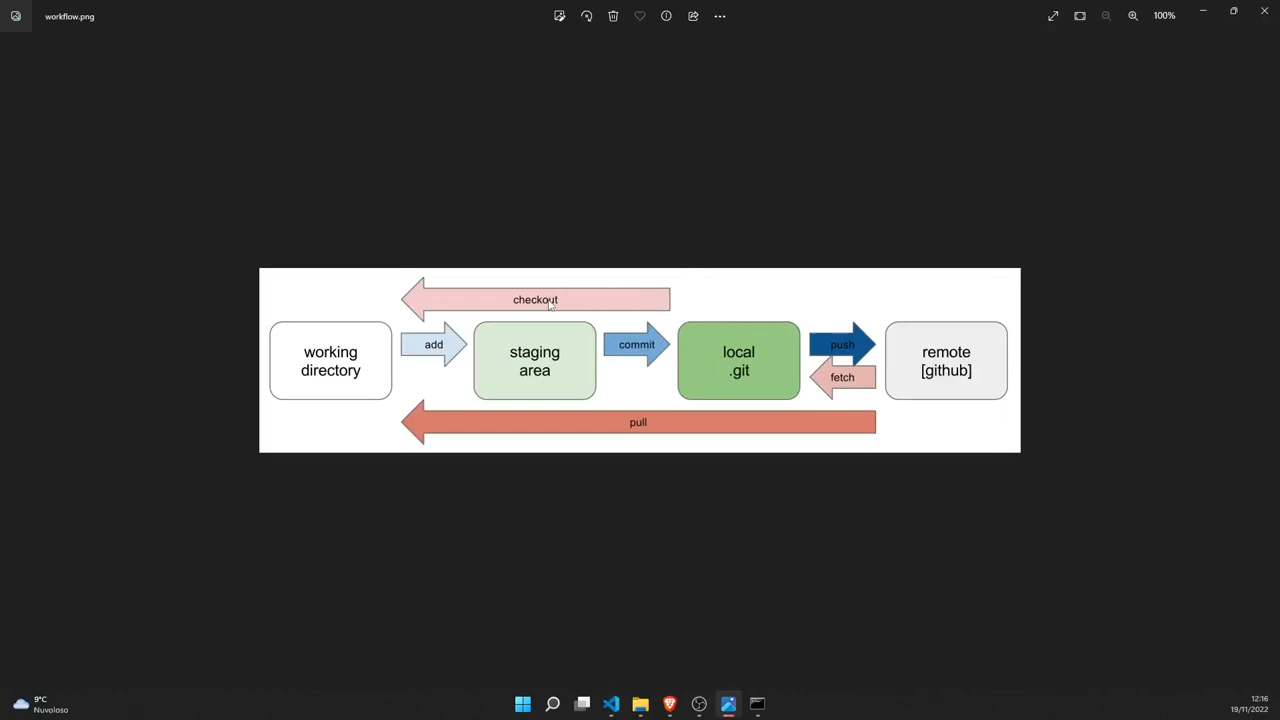 workflow.png
100%
checkout
add
commit
push
working
directory
staging
area
local
.git
remote
[github]
fetch
pull
9°C
Nuvoloso
12:16
19/11/2022